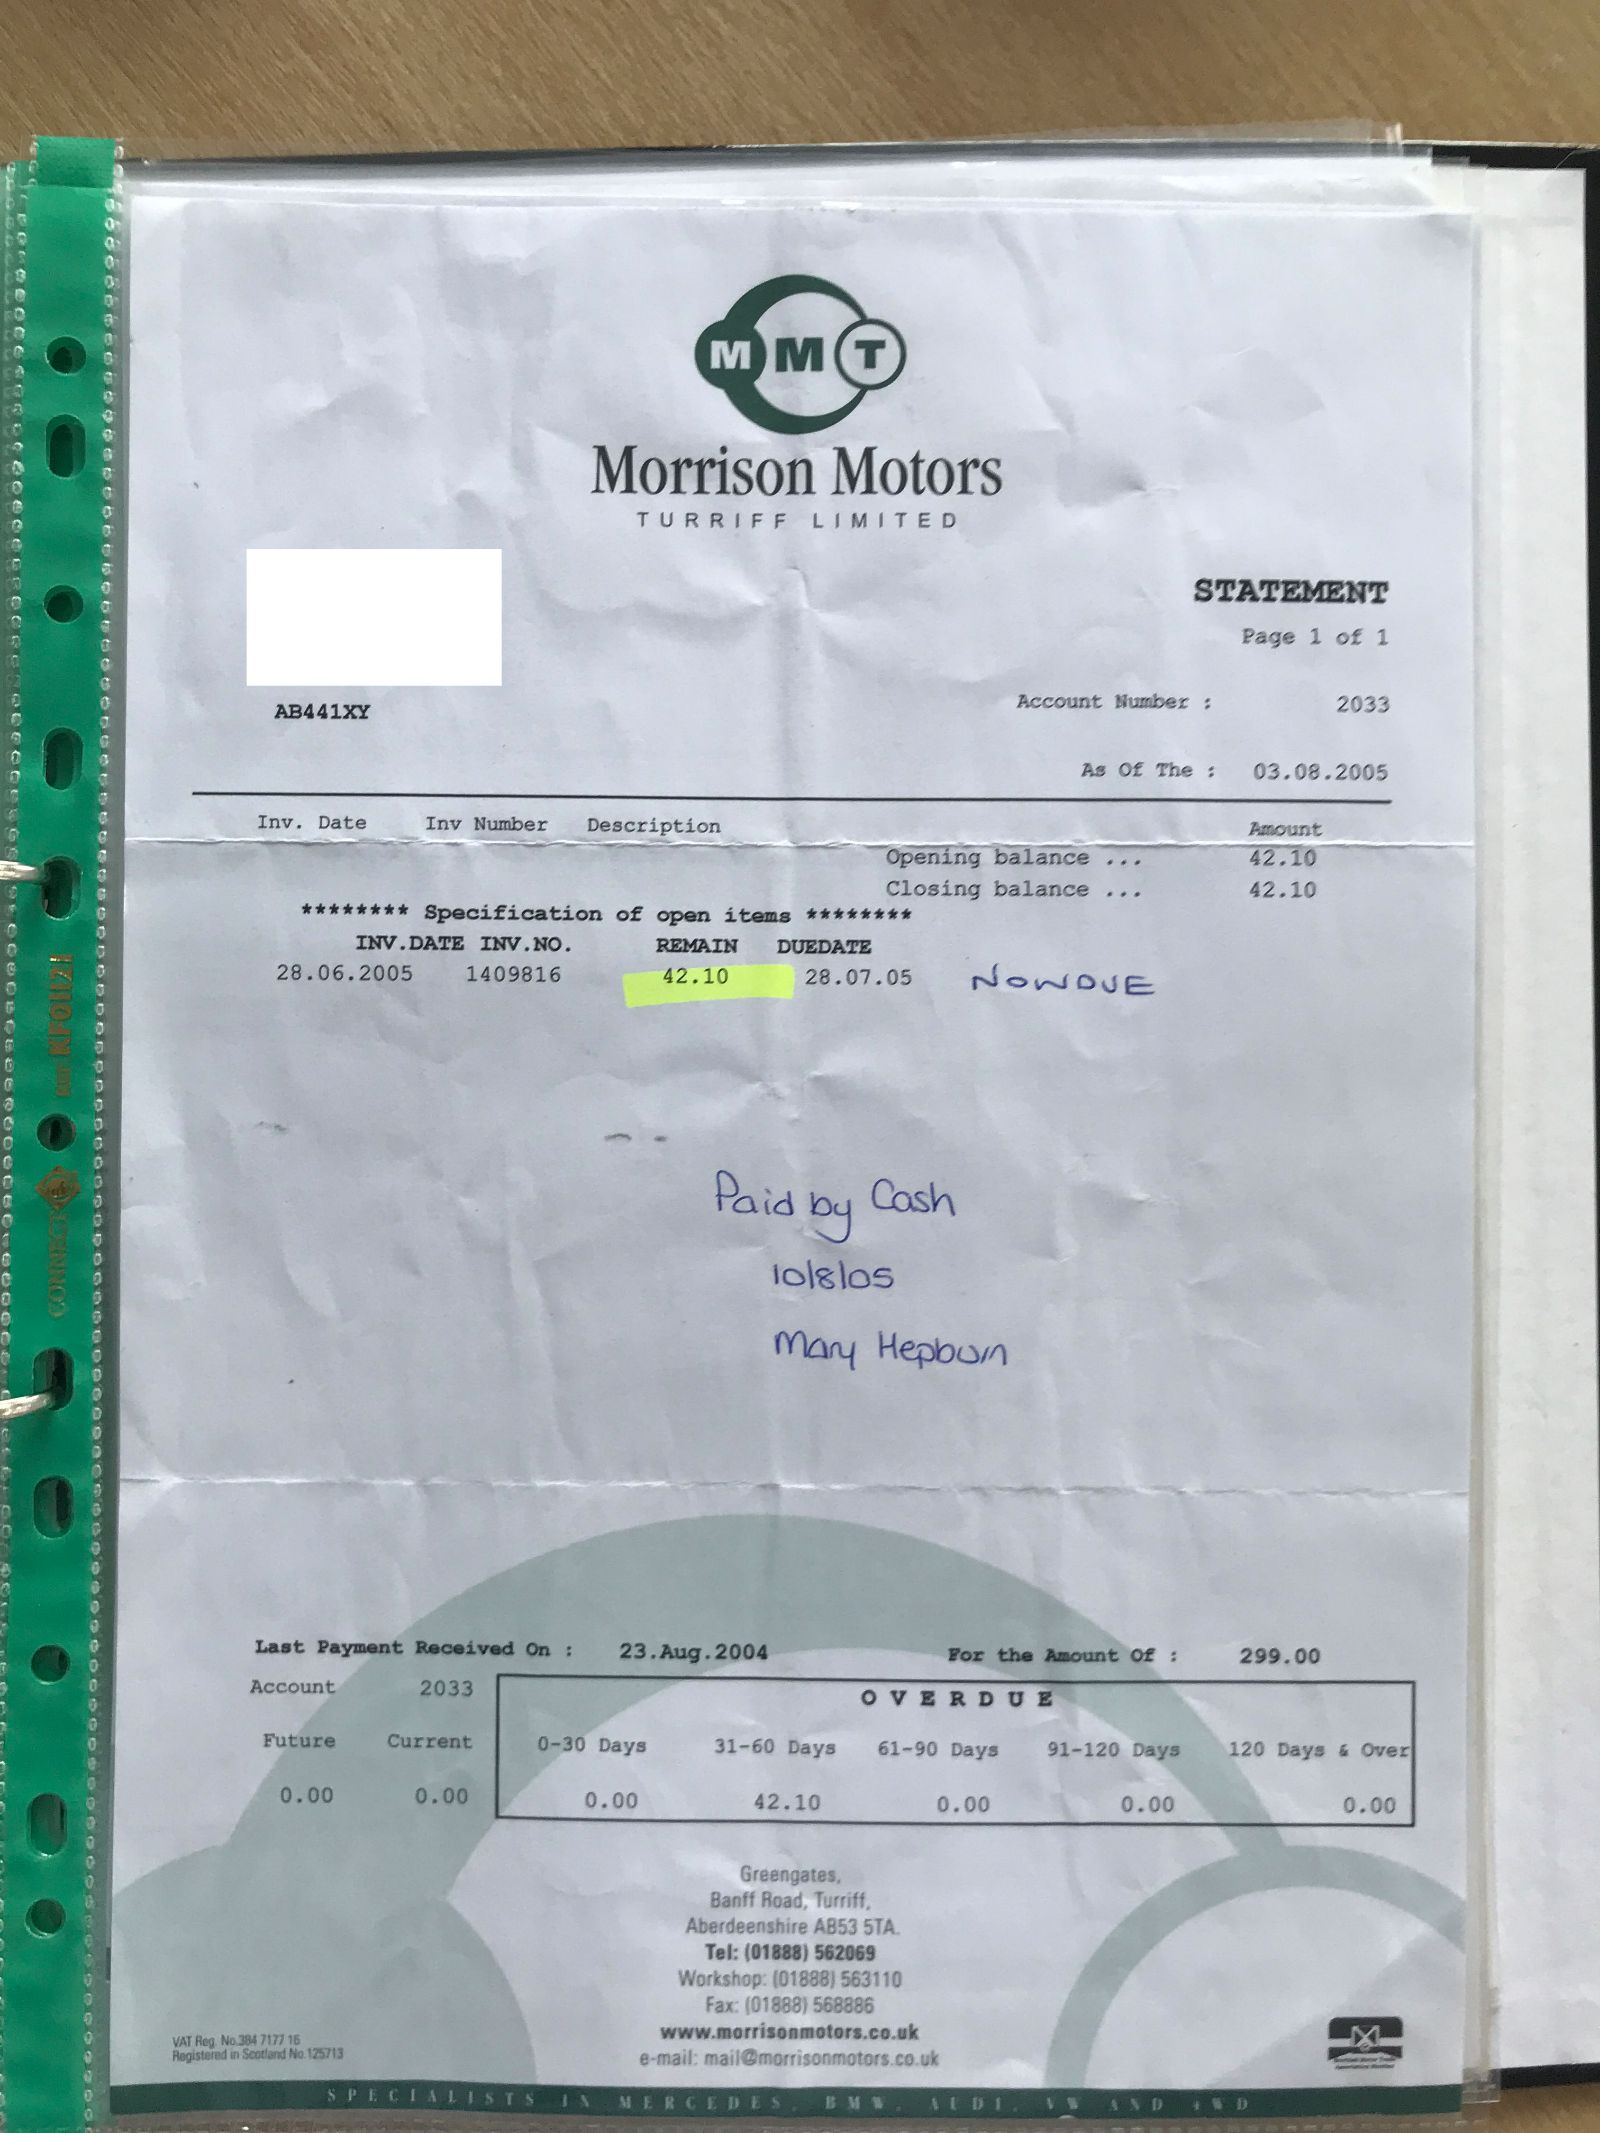 MMT
Morrison Motors
TURRIFF LIMITED
STATEMENT
Page 1 of 1
AB441XY
Account Number : 2033
As Of The : 03.08.2005
Inv. Date Inv Number Description Amount
Opening balance ... 42.10
Closing balance ... 42.10
******** Specification of open items ********
INV.DATE INV.NO. REMAIN DUEDATE
28.06.2005 1409816 42.10 28.07.05 NOW DUE
Paid by Cash
10/8/05
Mary Hepburn
Last Payment Received On : 23.Aug.2004 For the Amount Of : 299.00
Account 2033 OVERDUE
Future Current 0-30 Days 31-60 Days 61-90 Days 91-120 Days 120 Days & Over
0.00 0.00 0.00 42.10 0.00 0.00 0.00
Greengates,
Banff Road, Turriff,
Aberdeenshire AB53 5TA.
Tel: (01888) 562069
Workshop: (01888) 563110
Fax: (01888) 568886
www.morrisonmotors.co.uk
e-mail: mail@morrisonmotors.co.uk
VAT Reg. No.384 7177 16
Registered in Scotland No.125713
SPECIALISTS IN MERCEDES, BMW, AUDI, VW AND 4WD
REF KF01121
CONNECT